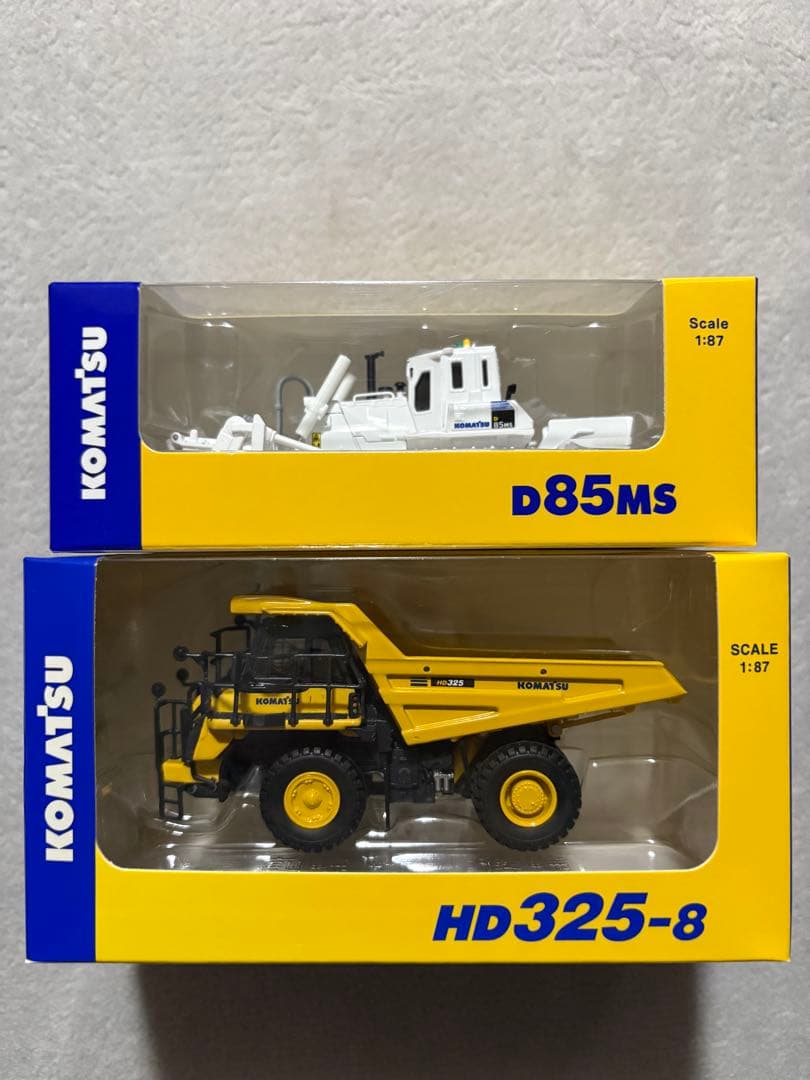 KOMATSU
Scale
1:87
KOMATSU
D
85MS
D85MS
KOMATSU
SCALE
1:87
HD325
KOMATSU
KOMATSU
HD325-8